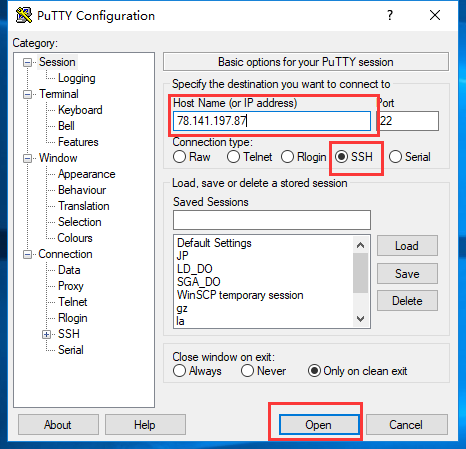 PuTTY Configuration
Category:
Session
Logging
Terminal
Keyboard
Bell
Features
Window
Appearance
Behaviour
Translation
Selection
Colours
Connection
Data
Proxy
Telnet
Rlogin
SSH
Serial
Basic options for your PuTTY session
Specify the destination you want to connect to
Host Name (or IP address) Port
78.141.197.87 22
Connection type:
Raw Telnet Rlogin SSH Serial
Load, save or delete a stored session
Saved Sessions
Default Settings
JP
LD_DO
SGA_DO
WinSCP temporary session
gz
la
Load
Save
Delete
Close window on exit:
Always Never Only on clean exit
About Help Open Cancel